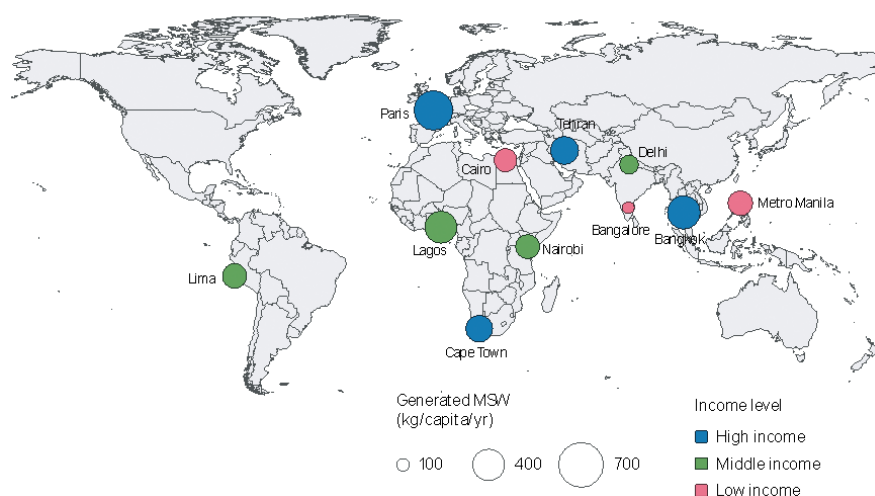 Paris
Tehran
Delhi
Cairo
Metro Manila
Bangalore
Bangkok
Lagos
Nairobi
Lima
Cape Town
Generated MSW
(kg/capita/yr)
100
400
700
Income level
High income
Middle income
Low income